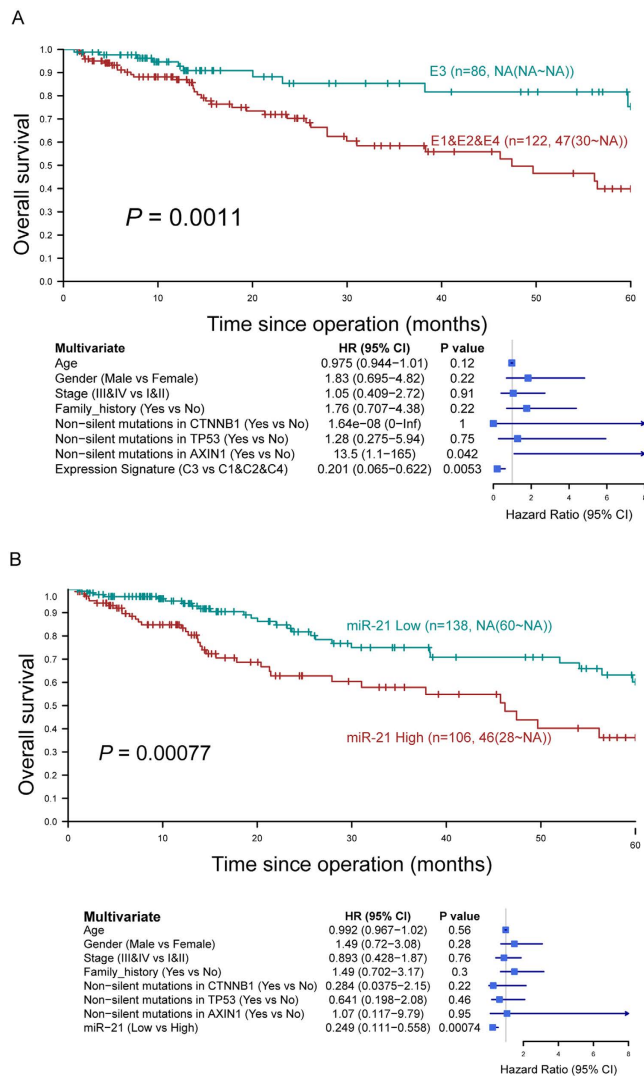 A
Overall survival
1.0
0.9
0.8
0.7
0.6
0.5
0.4
0.3
0.2
0.1
0.0
E3 (n=86, NA(NA~NA))
E1&E2&E4 (n=122, 47(30~NA))
P = 0.0011
0 10 20 30 40 50 60
Time since operation (months)
Multivariate HR (95% CI) P value
Age 0.975 (0.944−1.01) 0.12
Gender (Male vs Female) 1.83 (0.695−4.82) 0.22
Stage (III&IV vs I&II) 1.05 (0.409−2.72) 0.91
Family_history (Yes vs No) 1.76 (0.707−4.38) 0.22
Non-silent mutations in CTNNB1 (Yes vs No) 1.64e−08 (0−Inf) 1
Non-silent mutations in TP53 (Yes vs No) 1.28 (0.275−5.94) 0.75
Non-silent mutations in AXIN1 (Yes vs No) 13.5 (1.1−165) 0.042
Expression Signature (C3 vs C1&C2&C4) 0.201 (0.065−0.622) 0.0053
0 2 4 6 8
Hazard Ratio (95% CI)
B
Overall survival
1.0
0.9
0.8
0.7
0.6
0.5
0.4
0.3
0.2
0.1
0.0
miR-21 Low (n=138, NA(60~NA))
miR-21 High (n=106, 46(28~NA))
P = 0.00077
0 10 20 30 40 50 60
Time since operation (months)
Multivariate HR (95% CI) P value
Age 0.992 (0.967−1.02) 0.56
Gender (Male vs Female) 1.49 (0.72−3.08) 0.28
Stage (III&IV vs I&II) 0.893 (0.428−1.87) 0.76
Family_history (Yes vs No) 1.49 (0.702−3.17) 0.3
Non-silent mutations in CTNNB1 (Yes vs No) 0.284 (0.0375−2.15) 0.22
Non-silent mutations in TP53 (Yes vs No) 0.641 (0.198−2.08) 0.46
Non-silent mutations in AXIN1 (Yes vs No) 1.07 (0.117−9.79) 0.95
miR-21 (Low vs High) 0.249 (0.111−0.558) 0.00074
2 4 6 8
Hazard Ratio (95% CI)